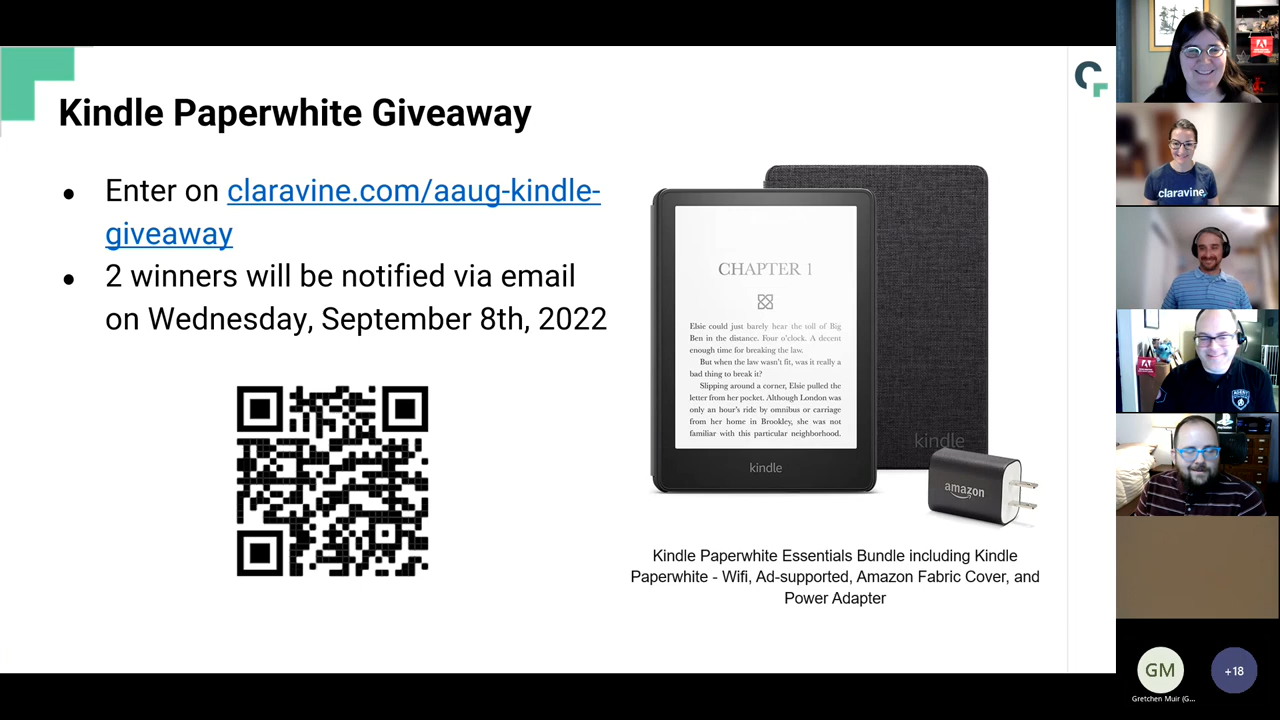 Kindle Paperwhite Giveaway
● Enter on claravine.com/aaug-kindle-
giveaway
● 2 winners will be notified via email
on Wednesday, September 8th, 2022
CHAPTER 1
Elsie could just barely hear the toll of Big
Ben in the distance. Four o'clock. A decent
enough time for breaking the law.
But when the law wasn't fit, was it really a
bad thing to break it?
Slipping around a corner, Elsie pulled the
letter from her pocket. Although London was
only an hour's ride by omnibus or carriage
from her home in Brookley, she was not
familiar with this particular neighborhood.
kindle
kindle
amazon
Kindle Paperwhite Essentials Bundle including Kindle
Paperwhite - Wifi, Ad-supported, Amazon Fabric Cover, and
Power Adapter
claravine
GM
+18
Gretchen Muir (G...